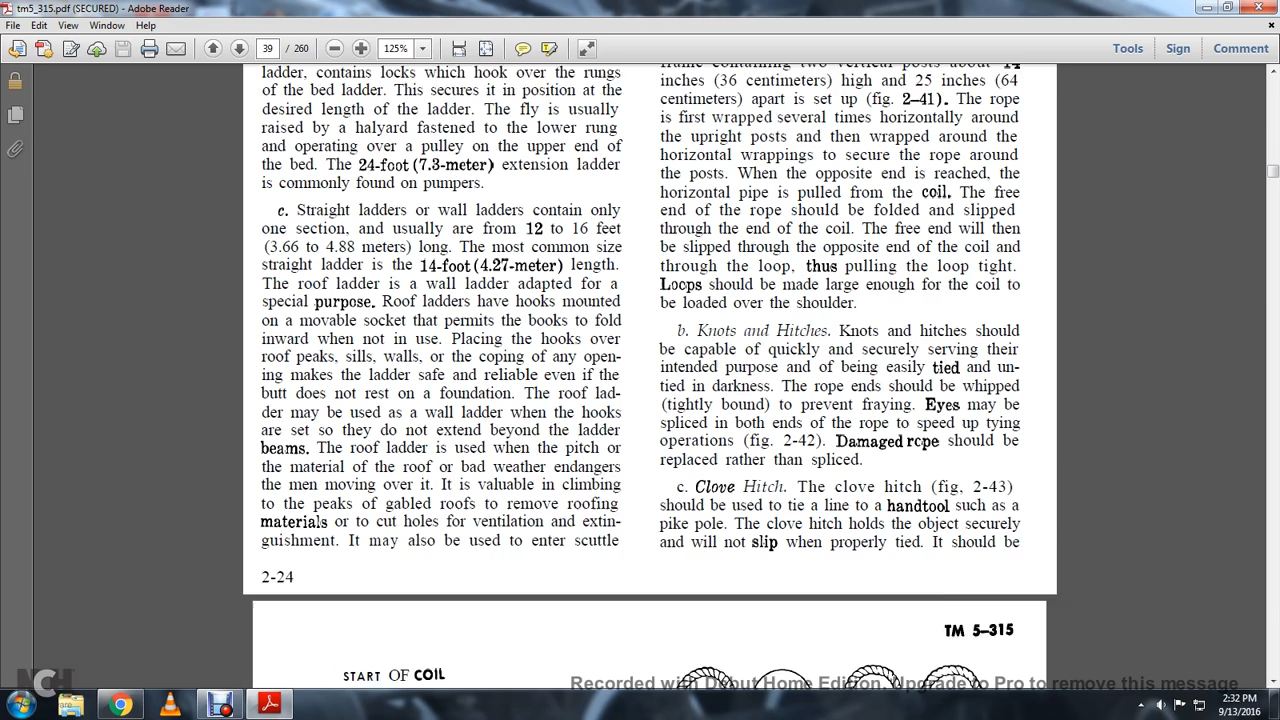 tm5_315.pdf (SECURED) - Adobe Reader
File Edit View Window Help
39 / 260 125% Tools Sign Comment
ladder, contains locks which hook over the rungs
of the bed ladder. This secures it in position at the
desired length of the ladder. The fly is usually
raised by a halyard fastened to the lower rung
and operating over a pulley on the upper end of
the bed. The 24-foot (7.3-meter) extension ladder
is commonly found on pumpers.
c. Straight ladders or wall ladders contain only
one section, and usually are from 12 to 16 feet
(3.66 to 4.88 meters) long. The most common size
straight ladder is the 14-foot (4.27-meter) length.
The roof ladder is a wall ladder adapted for a
special purpose. Roof ladders have hooks mounted
on a movable socket that permits the books to fold
inward when not in use. Placing the hooks over
roof peaks, sills, walls, or the coping of any open-
ing makes the ladder safe and reliable even if the
butt does not rest on a foundation. The roof lad-
der may be used as a wall ladder when the hooks
are set so they do not extend beyond the ladder
beams. The roof ladder is used when the pitch or
the material of the roof or bad weather endangers
the men moving over it. It is valuable in climbing
to the peaks of gabled roofs to remove roofing
materials or to cut holes for ventilation and extin-
guishment. It may also be used to enter scuttle
2-24
frame containing two vertical posts about 14
inches (36 centimeters) high and 25 inches (64
centimeters) apart is set up (fig. 2-41). The rope
is first wrapped several times horizontally around
the upright posts and then wrapped around the
horizontal wrappings to secure the rope around
the posts. When the opposite end is reached, the
horizontal pipe is pulled from the coil. The free
end of the rope should be folded and slipped
through the end of the coil. The free end will then
be slipped through the opposite end of the coil and
through the loop, thus pulling the loop tight.
Loops should be made large enough for the coil to
be loaded over the shoulder.
b. Knots and Hitches. Knots and hitches should
be capable of quickly and securely serving their
intended purpose and of being easily tied and un-
tied in darkness. The rope ends should be whipped
(tightly bound) to prevent fraying. Eyes may be
spliced in both ends of the rope to speed up tying
operations (fig. 2-42). Damaged rope should be
replaced rather than spliced.
c. Clove Hitch. The clove hitch (fig, 2-43)
should be used to tie a line to a handtool such as a
pike pole. The clove hitch holds the object securely
and will not slip when properly tied. It should be
TM 5-315
START OF COIL
Recorded with Debut Home Edition. Upgrade to Pro to remove this message
NCH
2:32 PM
9/13/2016